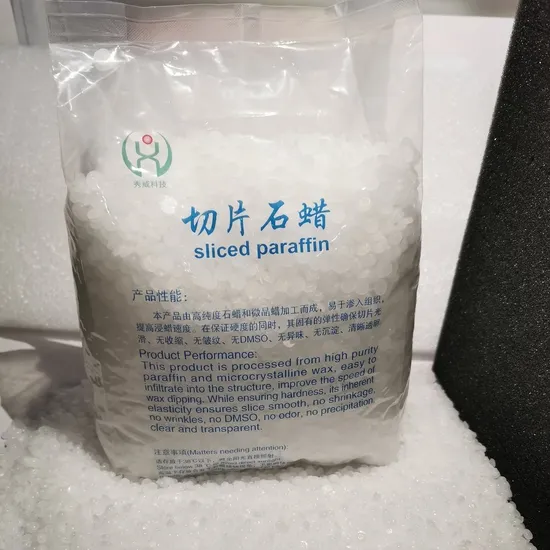 秀威科技
切片石蜡
sliced paraffin
产品性能：
本产品由高纯度石蜡和微晶蜡加工而成，易于渗入组织，
提高浸蜡速度。在保证硬度的同时，其固有的弹性确保切片光
滑、无收缩、无皱纹、无DMSO、无异味、无沉淀、清晰透明。
Product Performance:
This product is processed from high purity
paraffin and microcrystalline wax, easy to
infiltrate into the structure, improve the speed of
wax dipping. While ensuring hardness, its inherent
elasticity ensures slice smooth, no shrinkage,
no wrinkles, no DMSO, no odor, no precipitation,
clear and transparent.
注意事项(Matters needing attention):